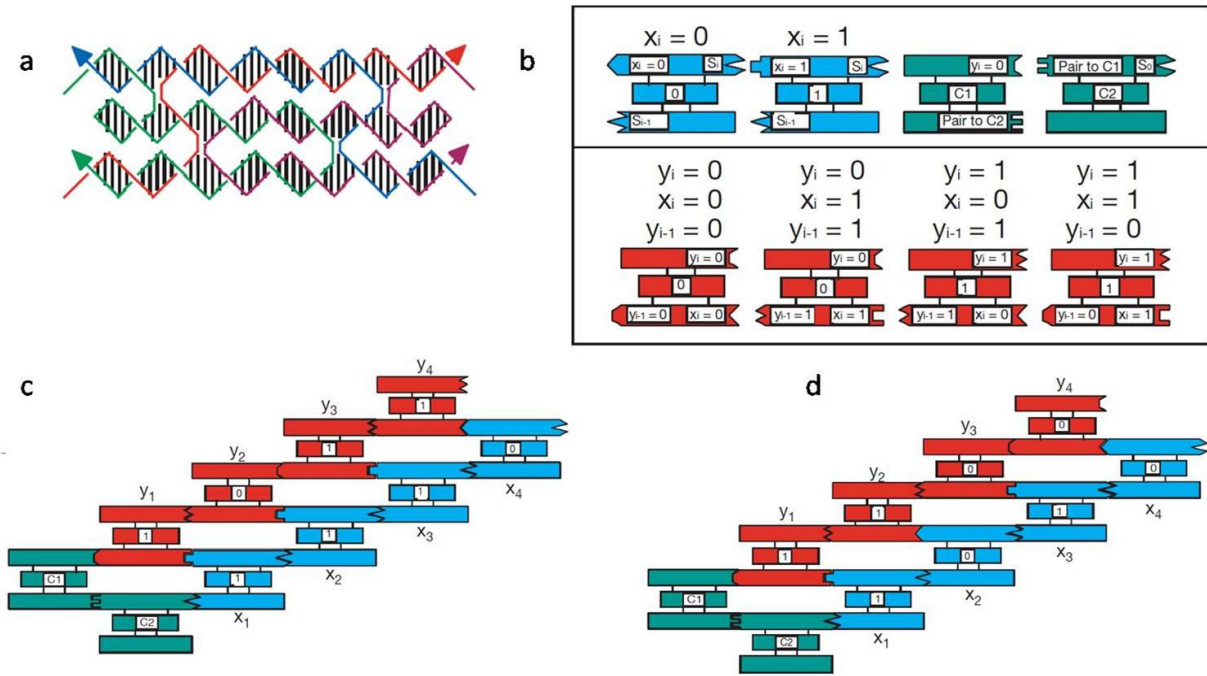 a
b
xi = 0 xi = 1
xi = 0 Si xi = 1 Si yi = 0 Pair to C1 S0
0 1 C1 C2
Si-1 Si-1 Pair to C2
yi = 0 yi = 0 yi = 1 yi = 1
xi = 0 xi = 1 xi = 0 xi = 1
yi-1 = 0 yi-1 = 1 yi-1 = 1 yi-1 = 0
yi = 0 yi = 0 yi = 1 yi = 1
0 0 1 1
yi-1 = 0 xi = 0 yi-1 = 1 xi = 1 yi-1 = 1 xi = 0 yi-1 = 0 xi = 1
c
y4
1
y3
1 0
y2 x4
0 1
y1 x3
1 1
x2
C1 1
x1
C2
d
y4
0
y3
0 0
y2 x4
1 1
y1 x3
1 0
x2
C1 1
x1
C2